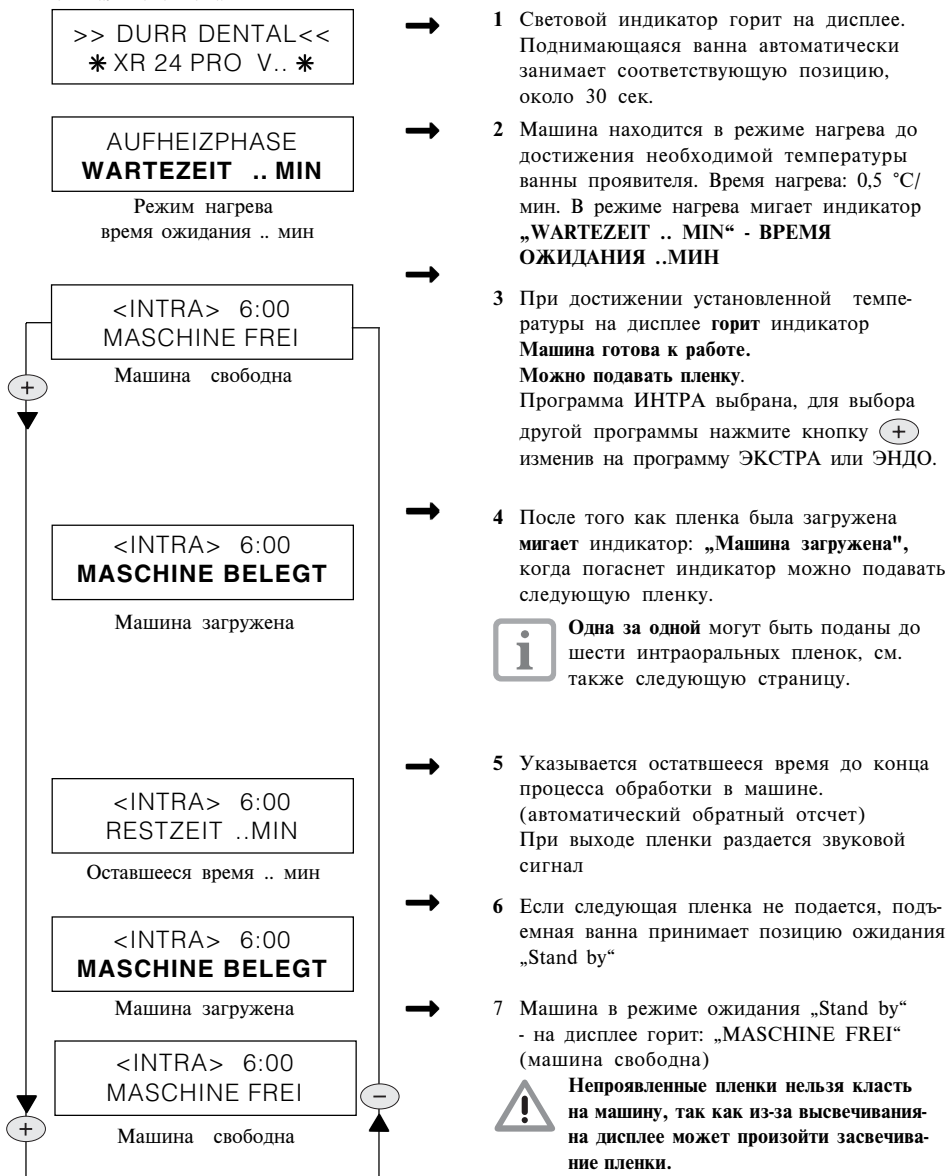 >> DURR DENTAL<<
✱ XR 24 PRO V.. ✱
1 Световой индикатор горит на дисплее.
Поднимающаяся ванна автоматически
занимает соответствующую позицию,
около 30 сек.
AUFHEIZPHASE
WARTEZEIT .. MIN
Режим нагрева
время ожидания .. мин
2 Машина находится в режиме нагрева до
достижения необходимой температуры
ванны проявителя. Время нагрева: 0,5 °C/
мин. В режиме нагрева мигает индикатор
„WARTEZEIT .. MIN“ - ВРЕМЯ
ОЖИДАНИЯ ..МИН
<INTRA> 6:00
MASCHINE FREI
Машина свободна
+
3 При достижении установленной темпе-
ратуры на дисплее горит индикатор
Машина готова к работе.
Можно подавать пленку.
Программа ИНТРА выбрана, для выбора
другой программы нажмите кнопку +
изменив на программу ЭКСТРА или ЭНДО.
<INTRA> 6:00
MASCHINE BELEGT
Машина загружена
4 После того как пленка была загружена
мигает индикатор: „Машина загружена",
когда погаснет индикатор можно подавать
следующую пленку.
i
Одна за одной могут быть поданы до
шести интраоральных пленок, см.
также следующую страницу.
<INTRA> 6:00
RESTZEIT ..MIN
Оставшееся время .. мин
5 Указывается остатвшееся время до конца
процесса обработки в машине.
(автоматический обратный отсчет)
При выходе пленки раздается звуковой
сигнал
<INTRA> 6:00
MASCHINE BELEGT
Машина загружена
6 Если следующая пленка не подается, подъ-
емная ванна принимает позицию ожидания
„Stand by“
<INTRA> 6:00
MASCHINE FREI
Машина свободна
+
−
7 Машина в режиме ожидания „Stand by“
- на дисплее горит: „MASCHINE FREI“
(машина свободна)
!
Непроявленные пленки нельзя класть
на машину, так как из-за высвечивания-
на дисплее может произойти засвечива-
ние пленки.